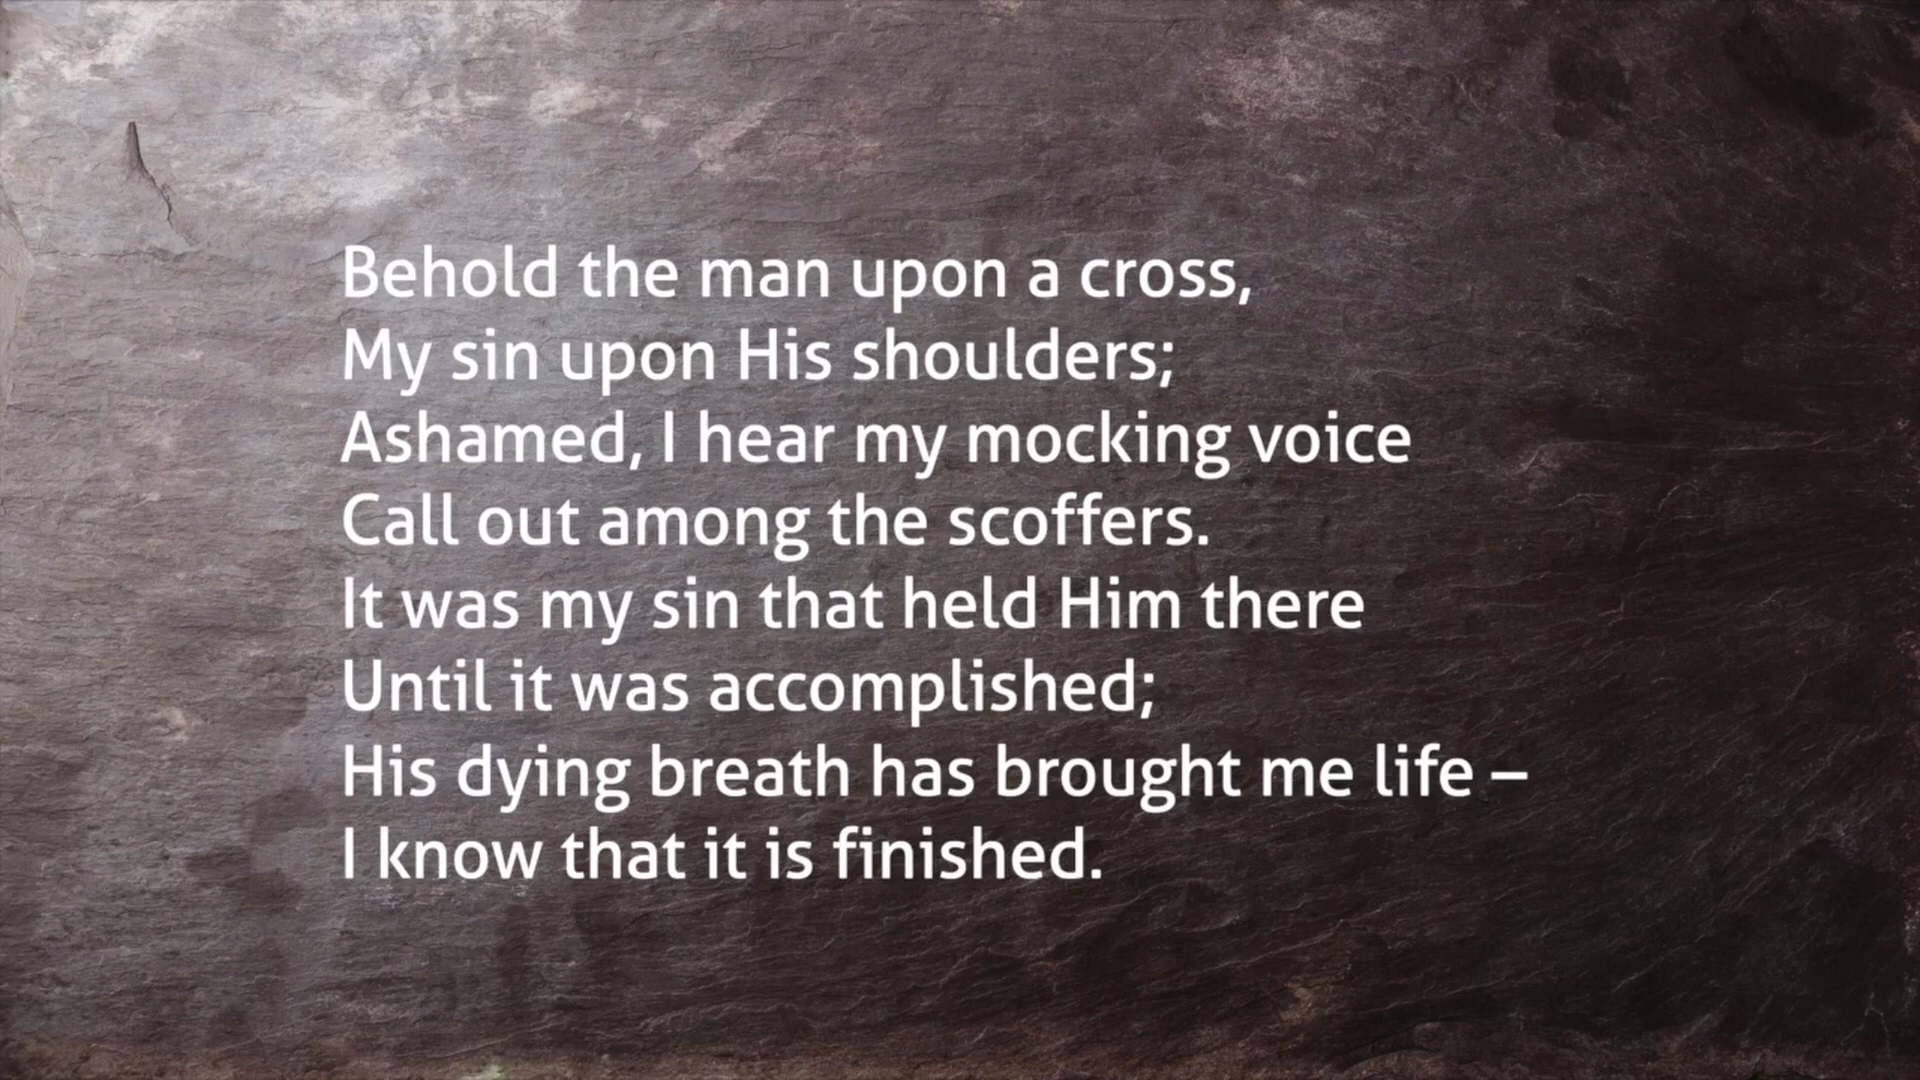 Behold the man upon a cross,
My sin upon His shoulders;
Ashamed, I hear my mocking voice
Call out among the scoffers.
It was my sin that held Him there
Until it was accomplished;
His dying breath has brought me life –
I know that it is finished.